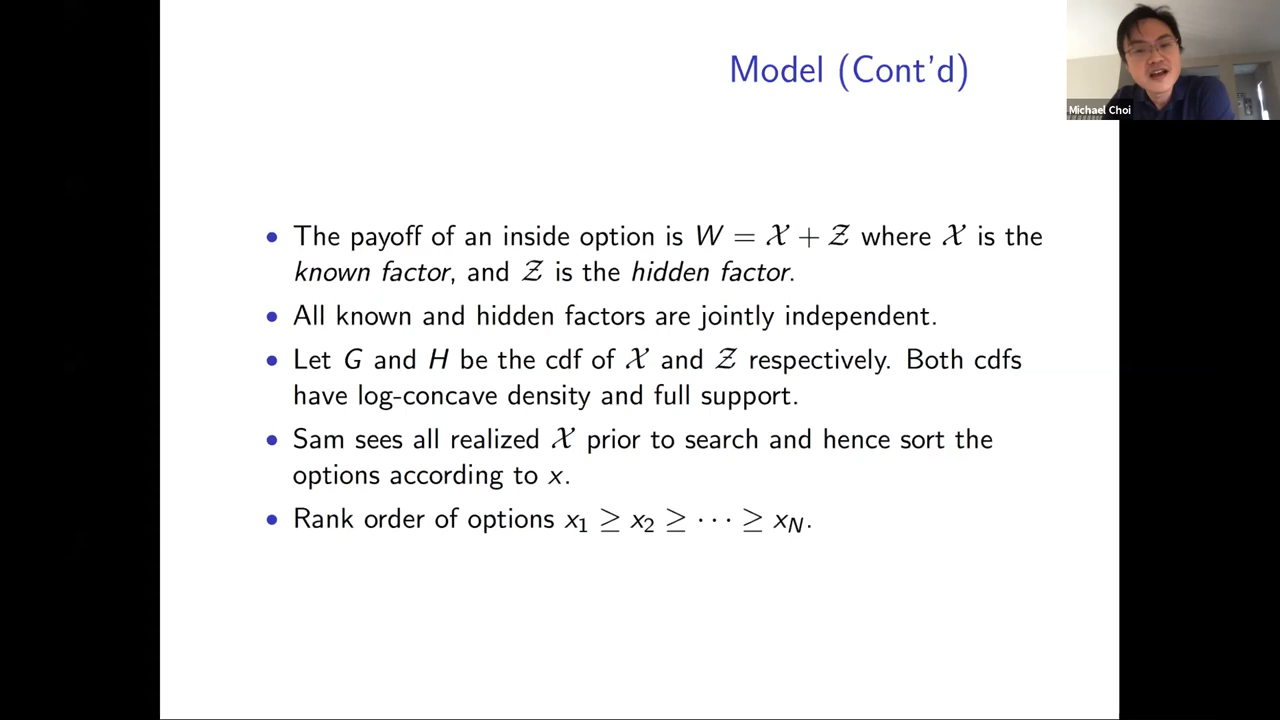 Model (Cont'd)
Michael Choi
• The payoff of an inside option is W = 𝒳 + 𝒵 where 𝒳 is the
known factor, and 𝒵 is the hidden factor.
• All known and hidden factors are jointly independent.
• Let G and H be the cdf of 𝒳 and 𝒵 respectively. Both cdfs
have log-concave density and full support.
• Sam sees all realized 𝒳 prior to search and hence sort the
options according to x.
• Rank order of options x₁ ≥ x₂ ≥ ⋯ ≥ x_N.